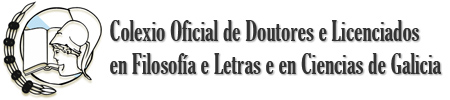 Colexio Oficial de Doutores e Licenciados
en Filosofía e Letras e en Ciencias de Galicia